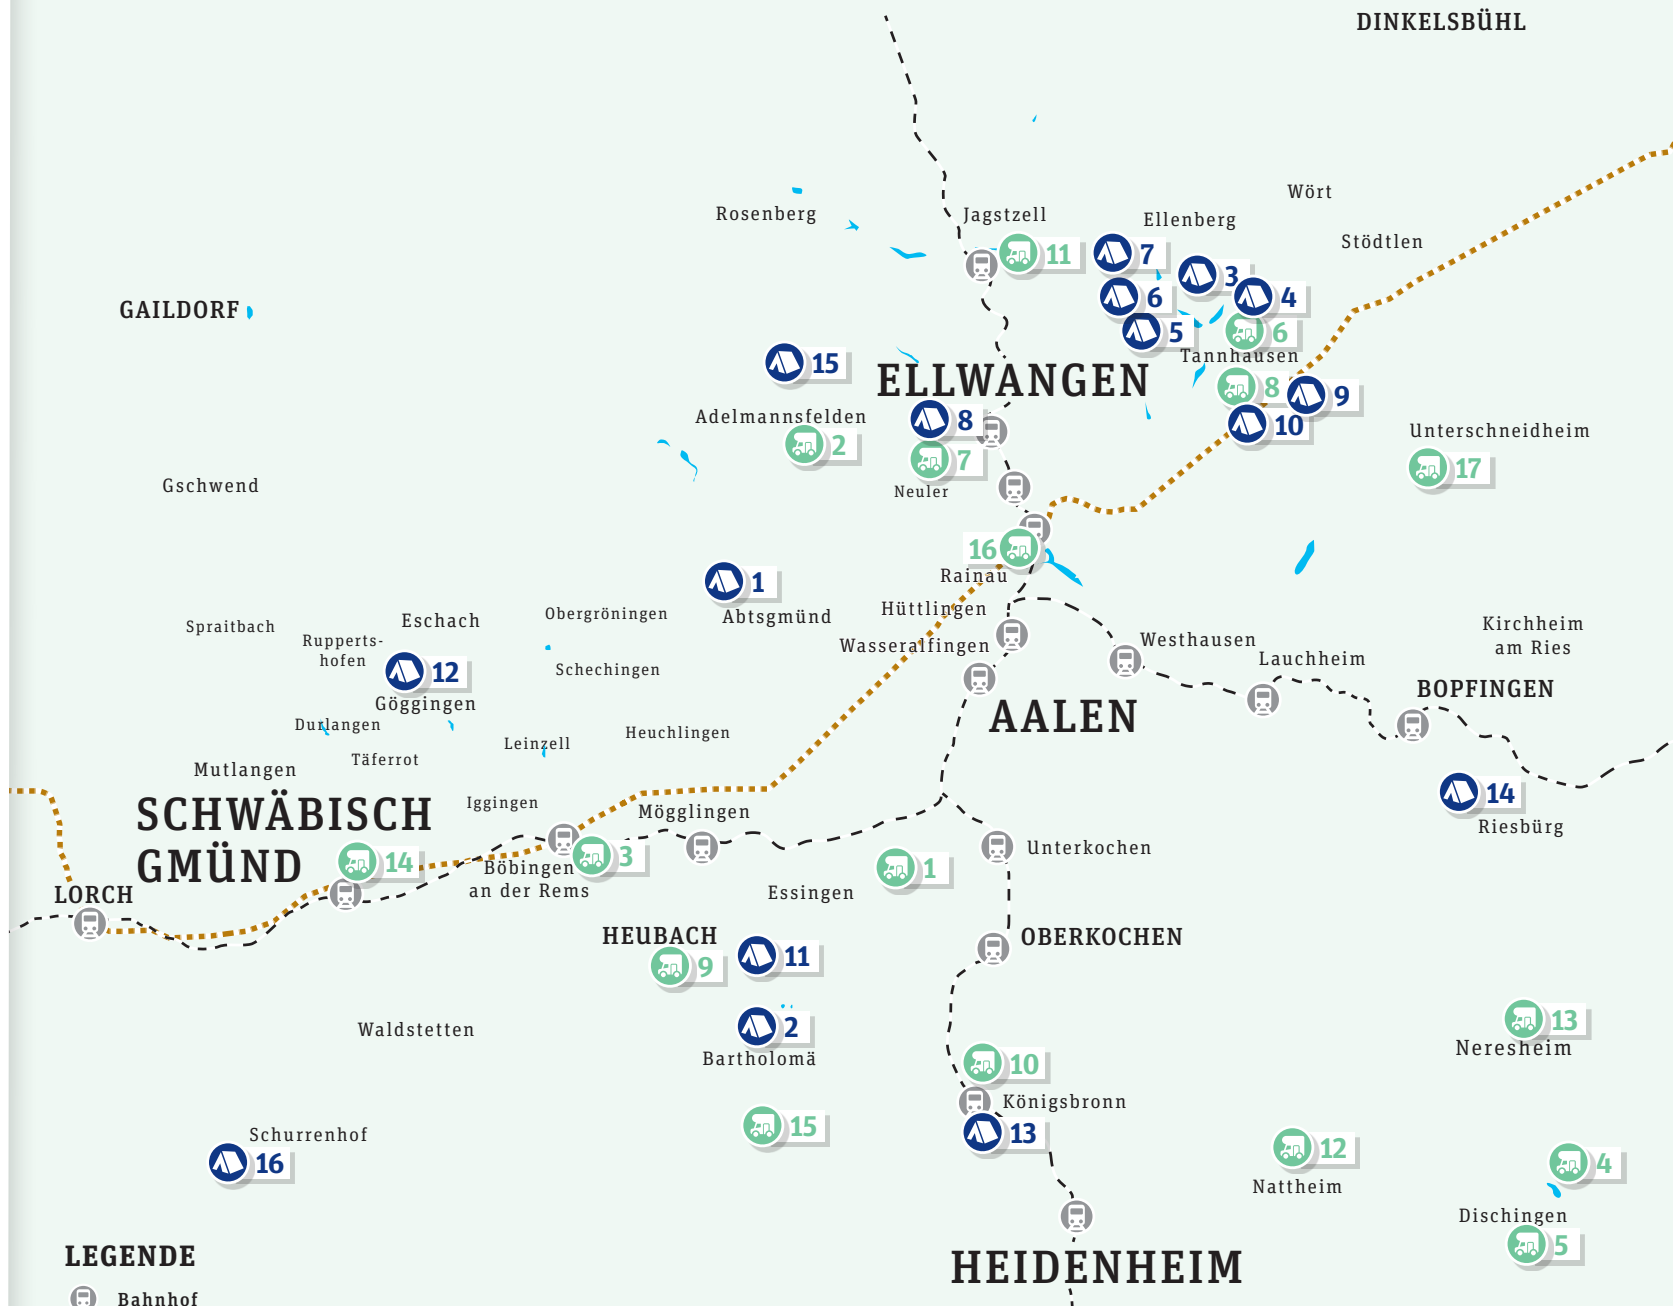 DINKELSBÜHL
Wört
Rosenberg
Jagstzell
Ellenberg
Stödtlen
11
7
3
6
4
GAILDORF
5
6
Tannhausen
15
ELLWANGEN
8
9
Adelmannsfelden
8
10
2
7
Unterschneidheim
17
Gschwend
Neuler
16
Rainau
1
Abtsgmünd
Hüttlingen
Obergröningen
Eschach
Spraitbach
Rupperts-
hofen
Wasseralfingen
Westhausen
Kirchheim
am Ries
Lauchheim
Schechingen
12
BOPFINGEN
Göggingen
AALEN
Durlangen
Heuchlingen
Leinzell
Täferrot
Mutlangen
14
Iggingen
Mögglingen
SCHWÄBISCH
GMÜND
Riesbürg
Unterkochen
14
3
Böbingen
an der Rems
1
Essingen
LORCH
HEUBACH
OBERKOCHEN
11
9
2
Waldstetten
Bartholomä
13
Neresheim
10
Königsbronn
15
13
Schurrenhof
16
12
Nattheim
4
Dischingen
5
LEGENDE
HEIDENHEIM
Bahnhof